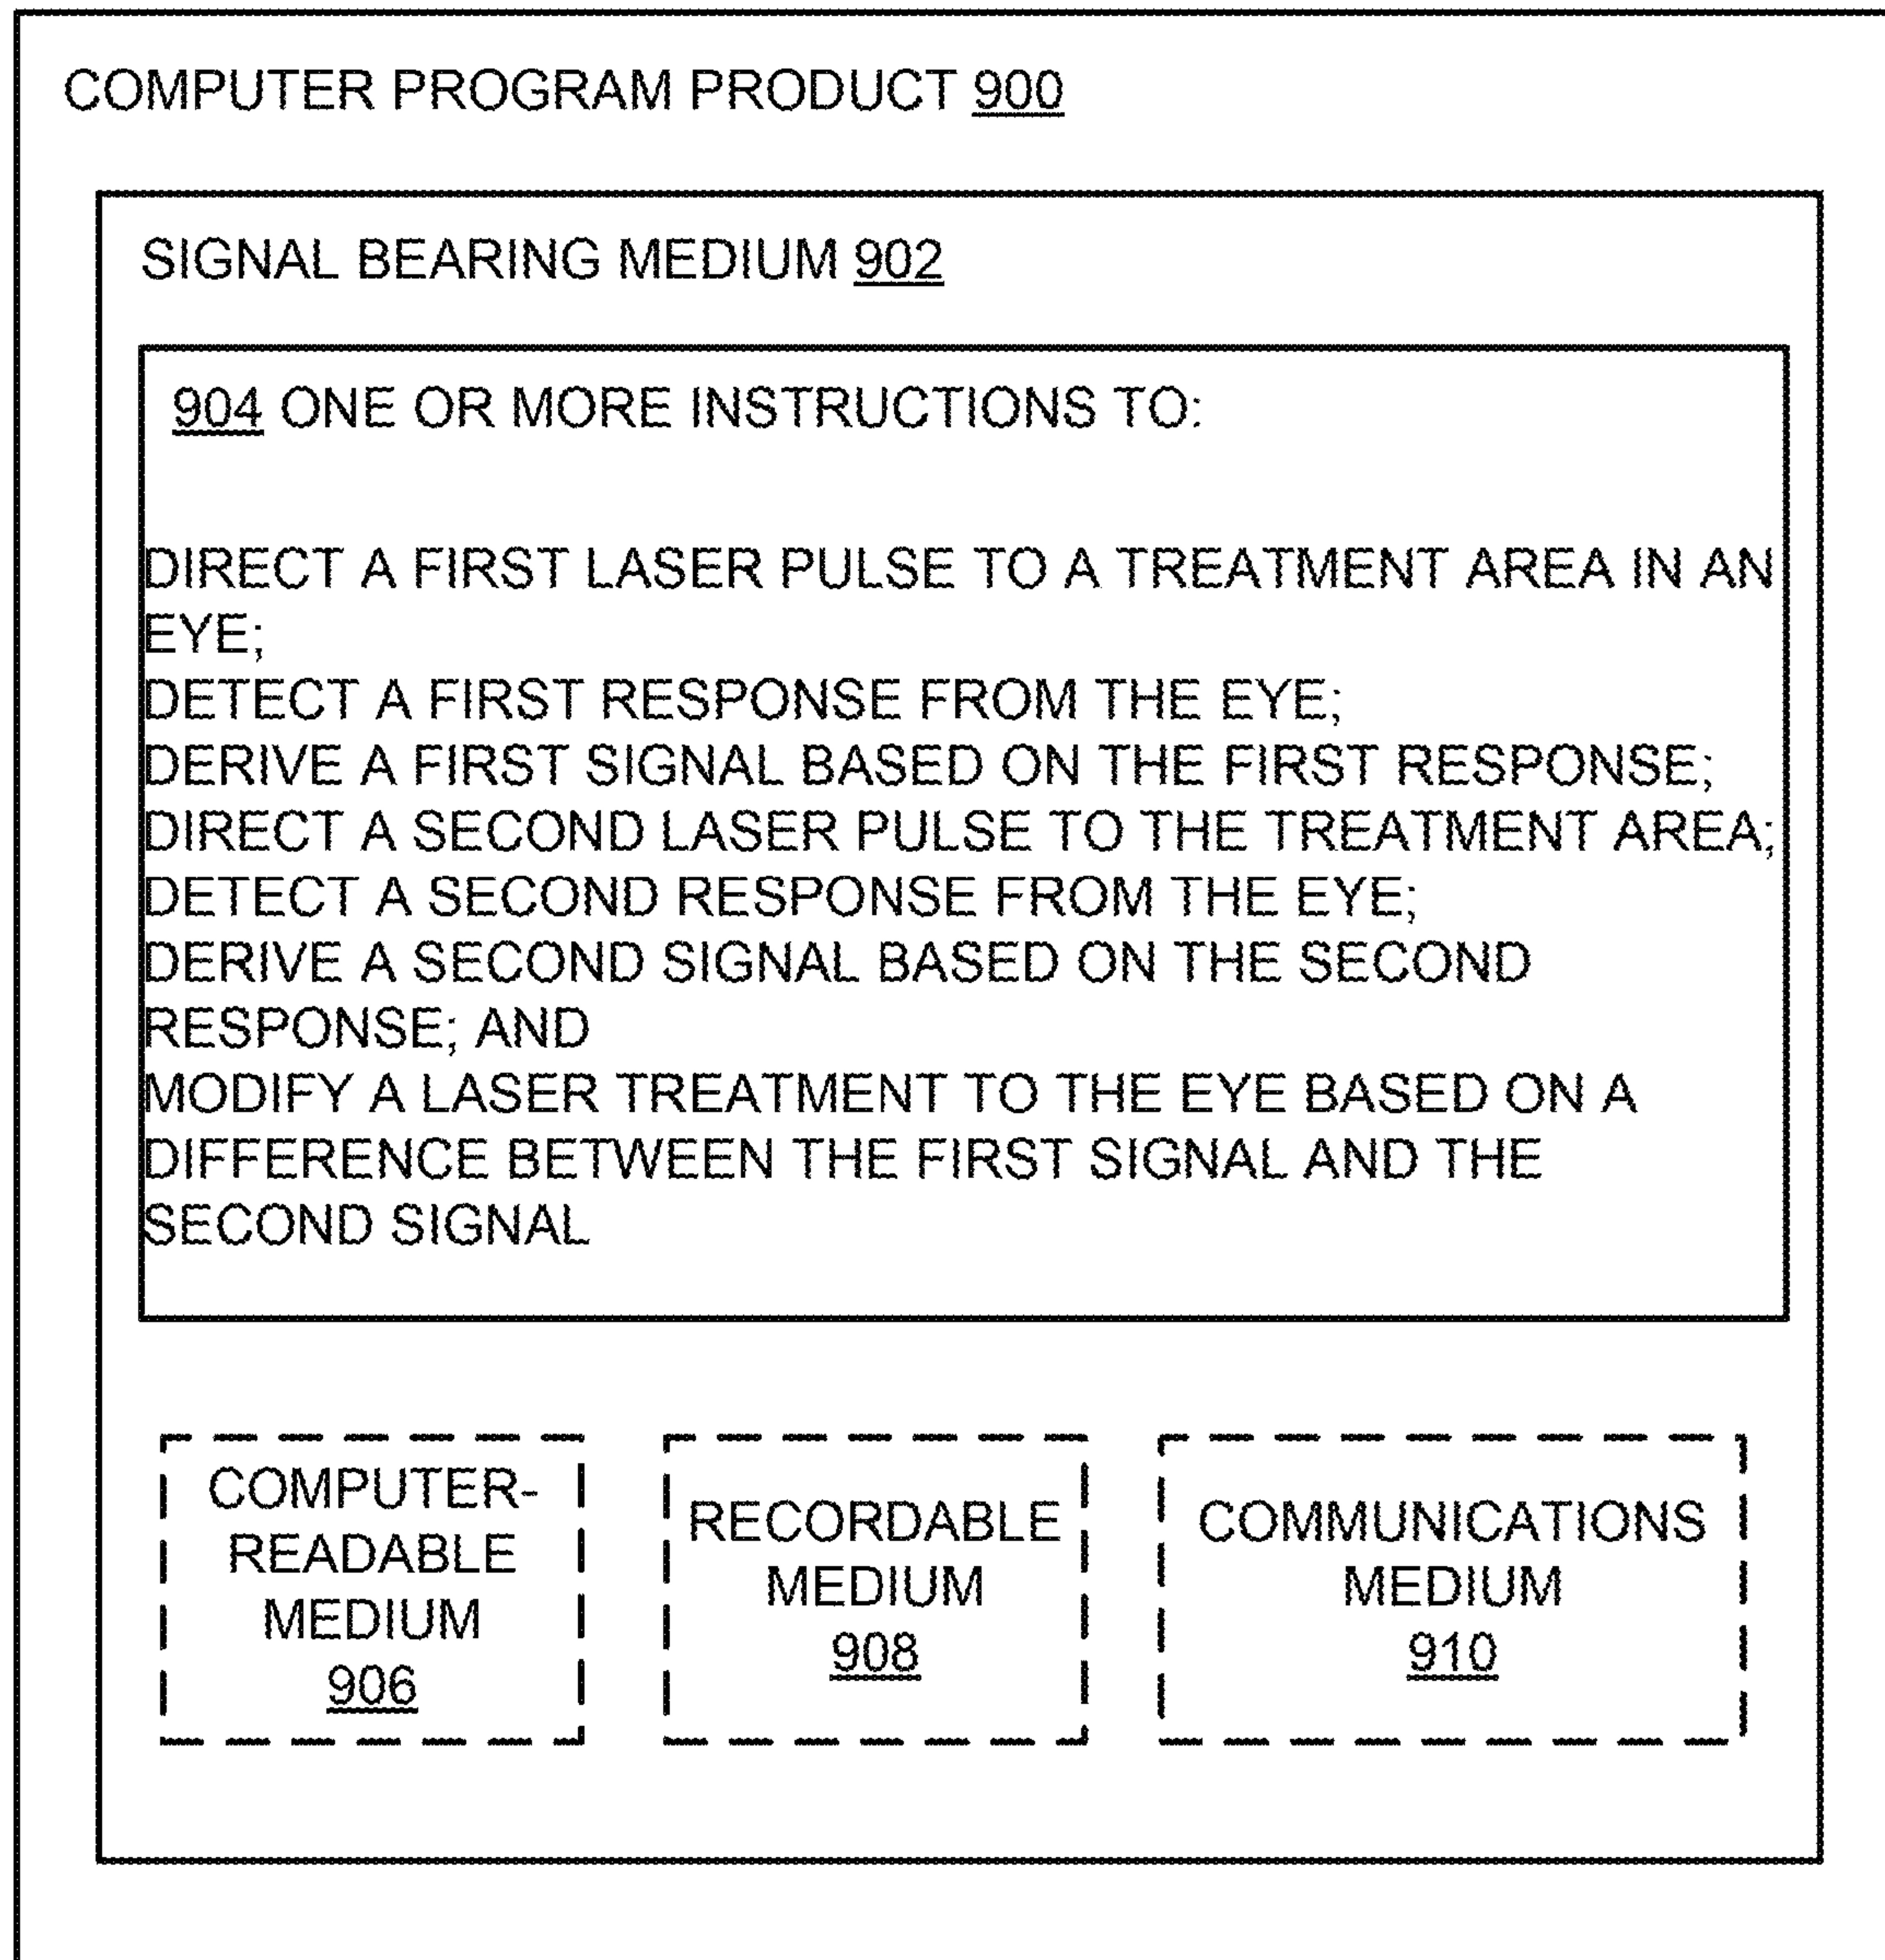 COMPUTER PROGRAM PRODUCT 900
SIGNAL BEARING MEDIUM 902
904 ONE OR MORE INSTRUCTIONS TO:
DIRECT A FIRST LASER PULSE TO A TREATMENT AREA IN AN
EYE;
DETECT A FIRST RESPONSE FROM THE EYE;
DERIVE A FIRST SIGNAL BASED ON THE FIRST RESPONSE;
DIRECT A SECOND LASER PULSE TO THE TREATMENT AREA;
DETECT A SECOND RESPONSE FROM THE EYE;
DERIVE A SECOND SIGNAL BASED ON THE SECOND
RESPONSE; AND
MODIFY A LASER TREATMENT TO THE EYE BASED ON A
DIFFERENCE BETWEEN THE FIRST SIGNAL AND THE
SECOND SIGNAL
COMPUTER-
READABLE
MEDIUM
906
RECORDABLE
MEDIUM
908
COMMUNICATIONS
MEDIUM
910